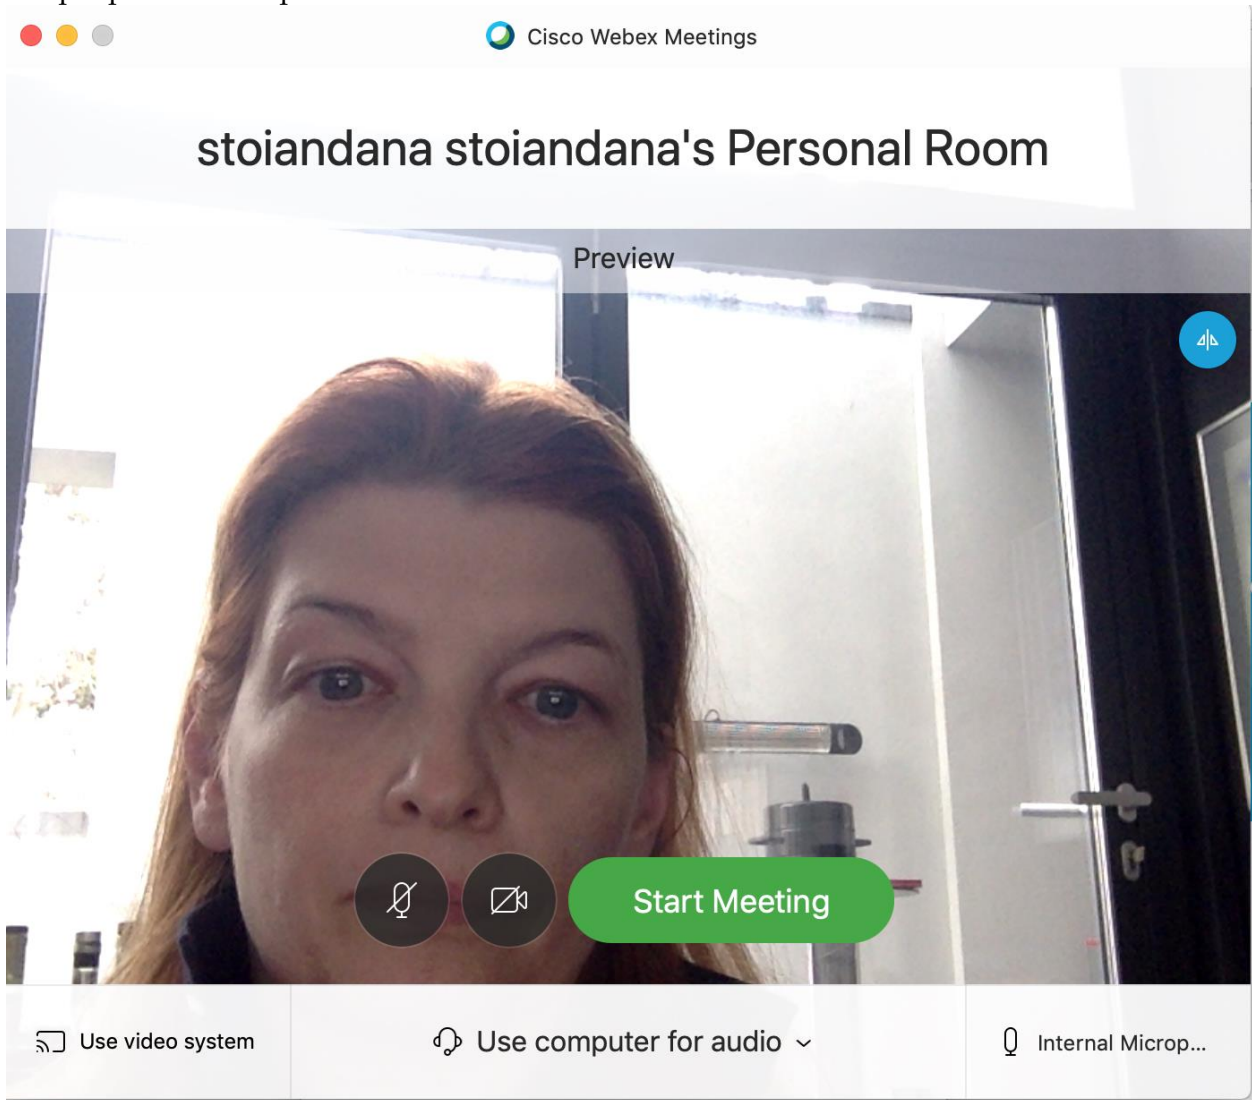 Cisco Webex Meetings
stoiandana stoiandana's Personal Room
Preview
Start Meeting
Use video system
Use computer for audio
Internal Microp...